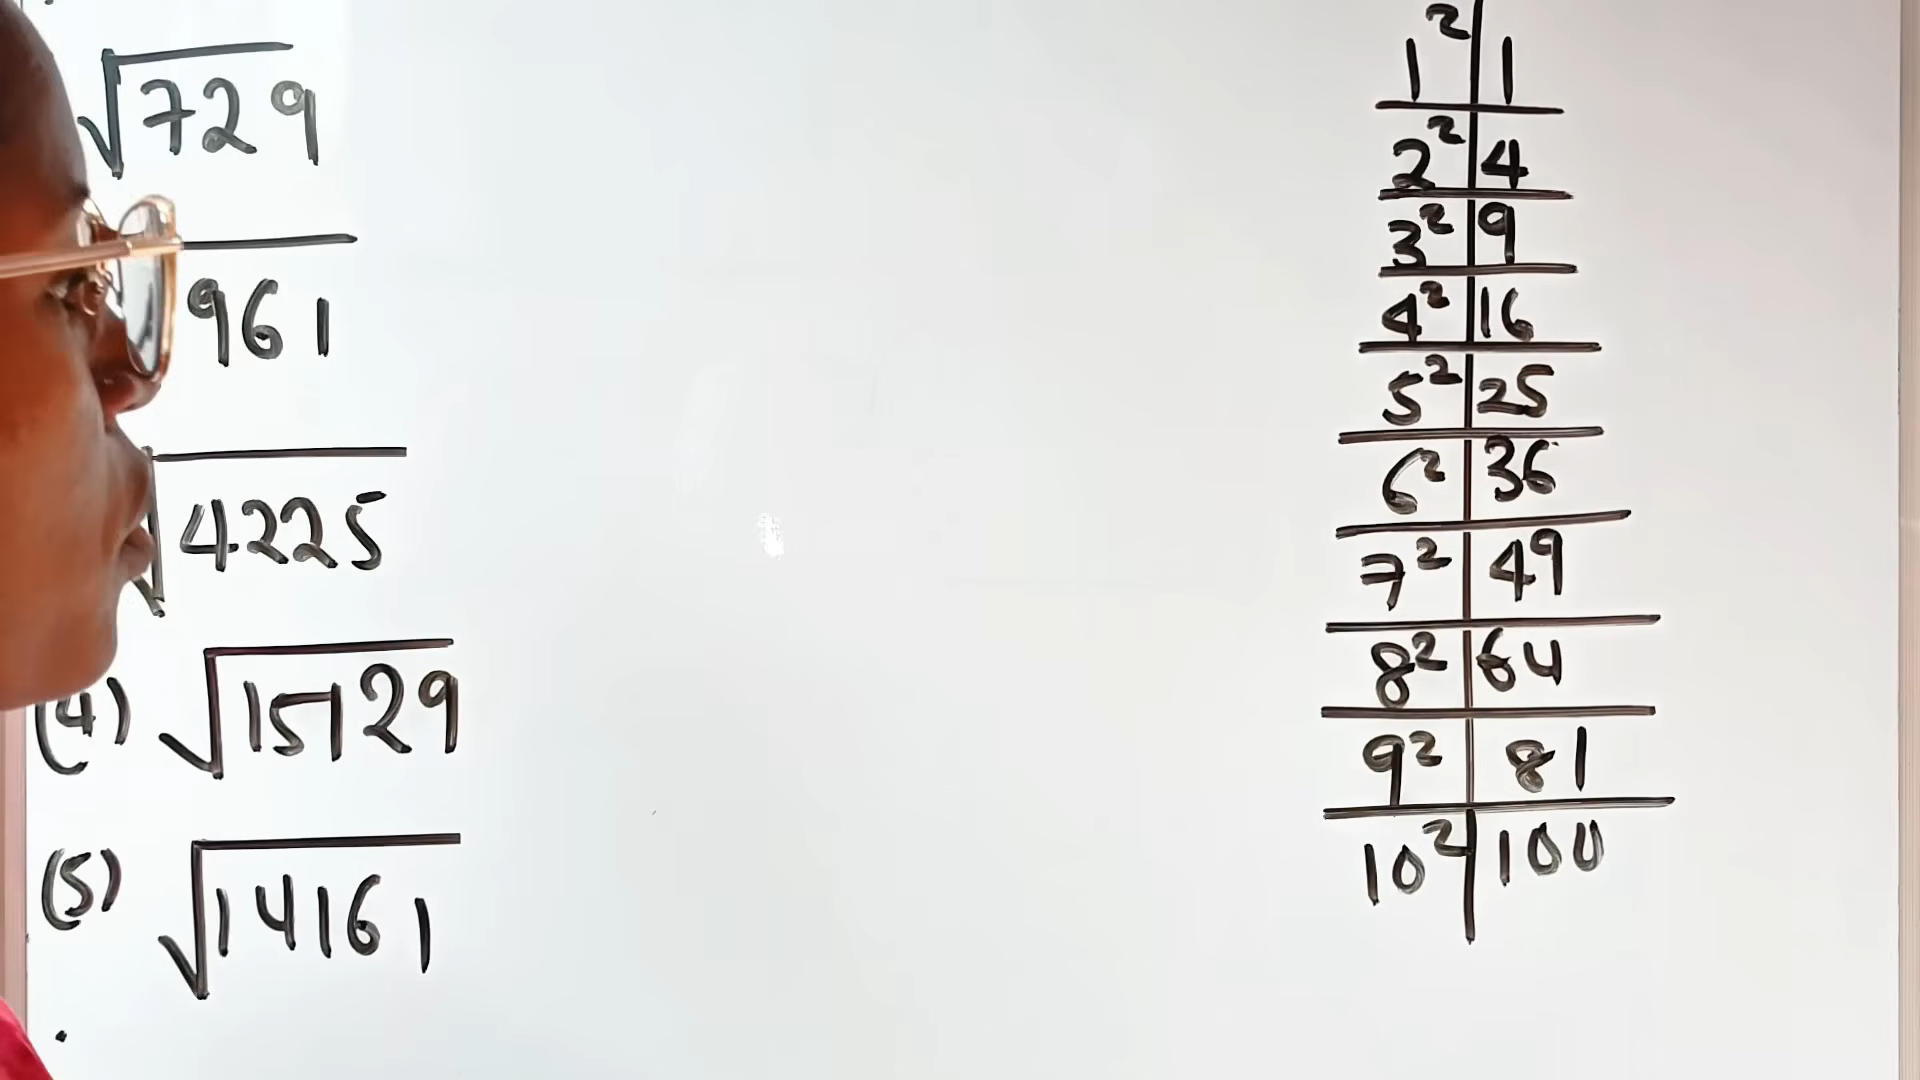 √729
961
√4225
(4) √15129
(5) √14161
1² | 1
2² | 4
3² | 9
4² | 16
5² | 25
6² | 36
7² | 49
8² | 64
9² | 81
10² | 100